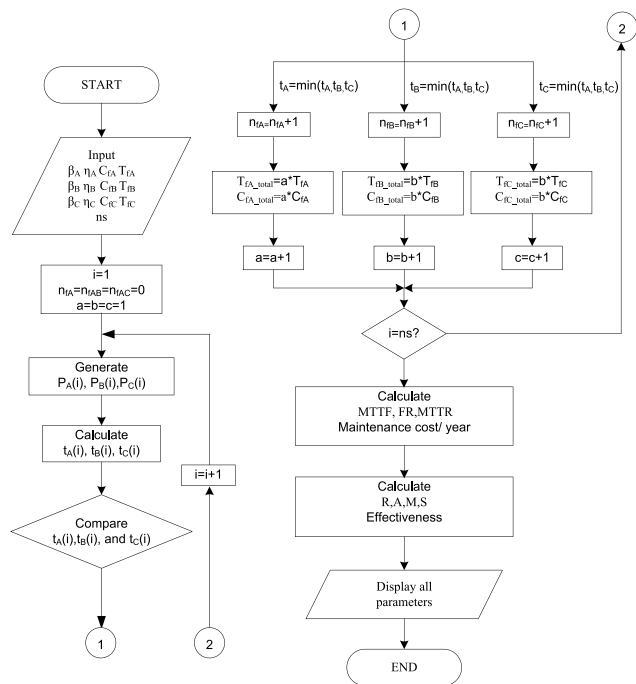 START
Input
βA ηA CfA TfA
βB ηB CfB TfB
βC ηC CfC TfC
ns
i=1
nfA=nfAB=nfAC=0
a=b=c=1
Generate
PA(i), PB(i),PC(i)
Calculate
tA(i), tB(i), tC(i)
Compare
tA(i),tB(i), and tC(i)
1
i=i+1
2
1
2
tA=min(tA,tB,tC)
tB=min(tA,tB,tC)
tC=min(tA,tB,tC)
nfA=nfA+1
nfB=nfB+1
nfC=nfC+1
TfA_total=a*TfA
CfA_total=a*CfA
TfB_total=b*TfB
CfB_total=b*CfB
TfC_total=b*TfC
CfC_total=b*CfC
a=a+1
b=b+1
c=c+1
i=ns?
Calculate
MTTF, FR,MTTR
Maintenance cost/ year
Calculate
R,A,M,S
Effectiveness
Display all
parameters
END